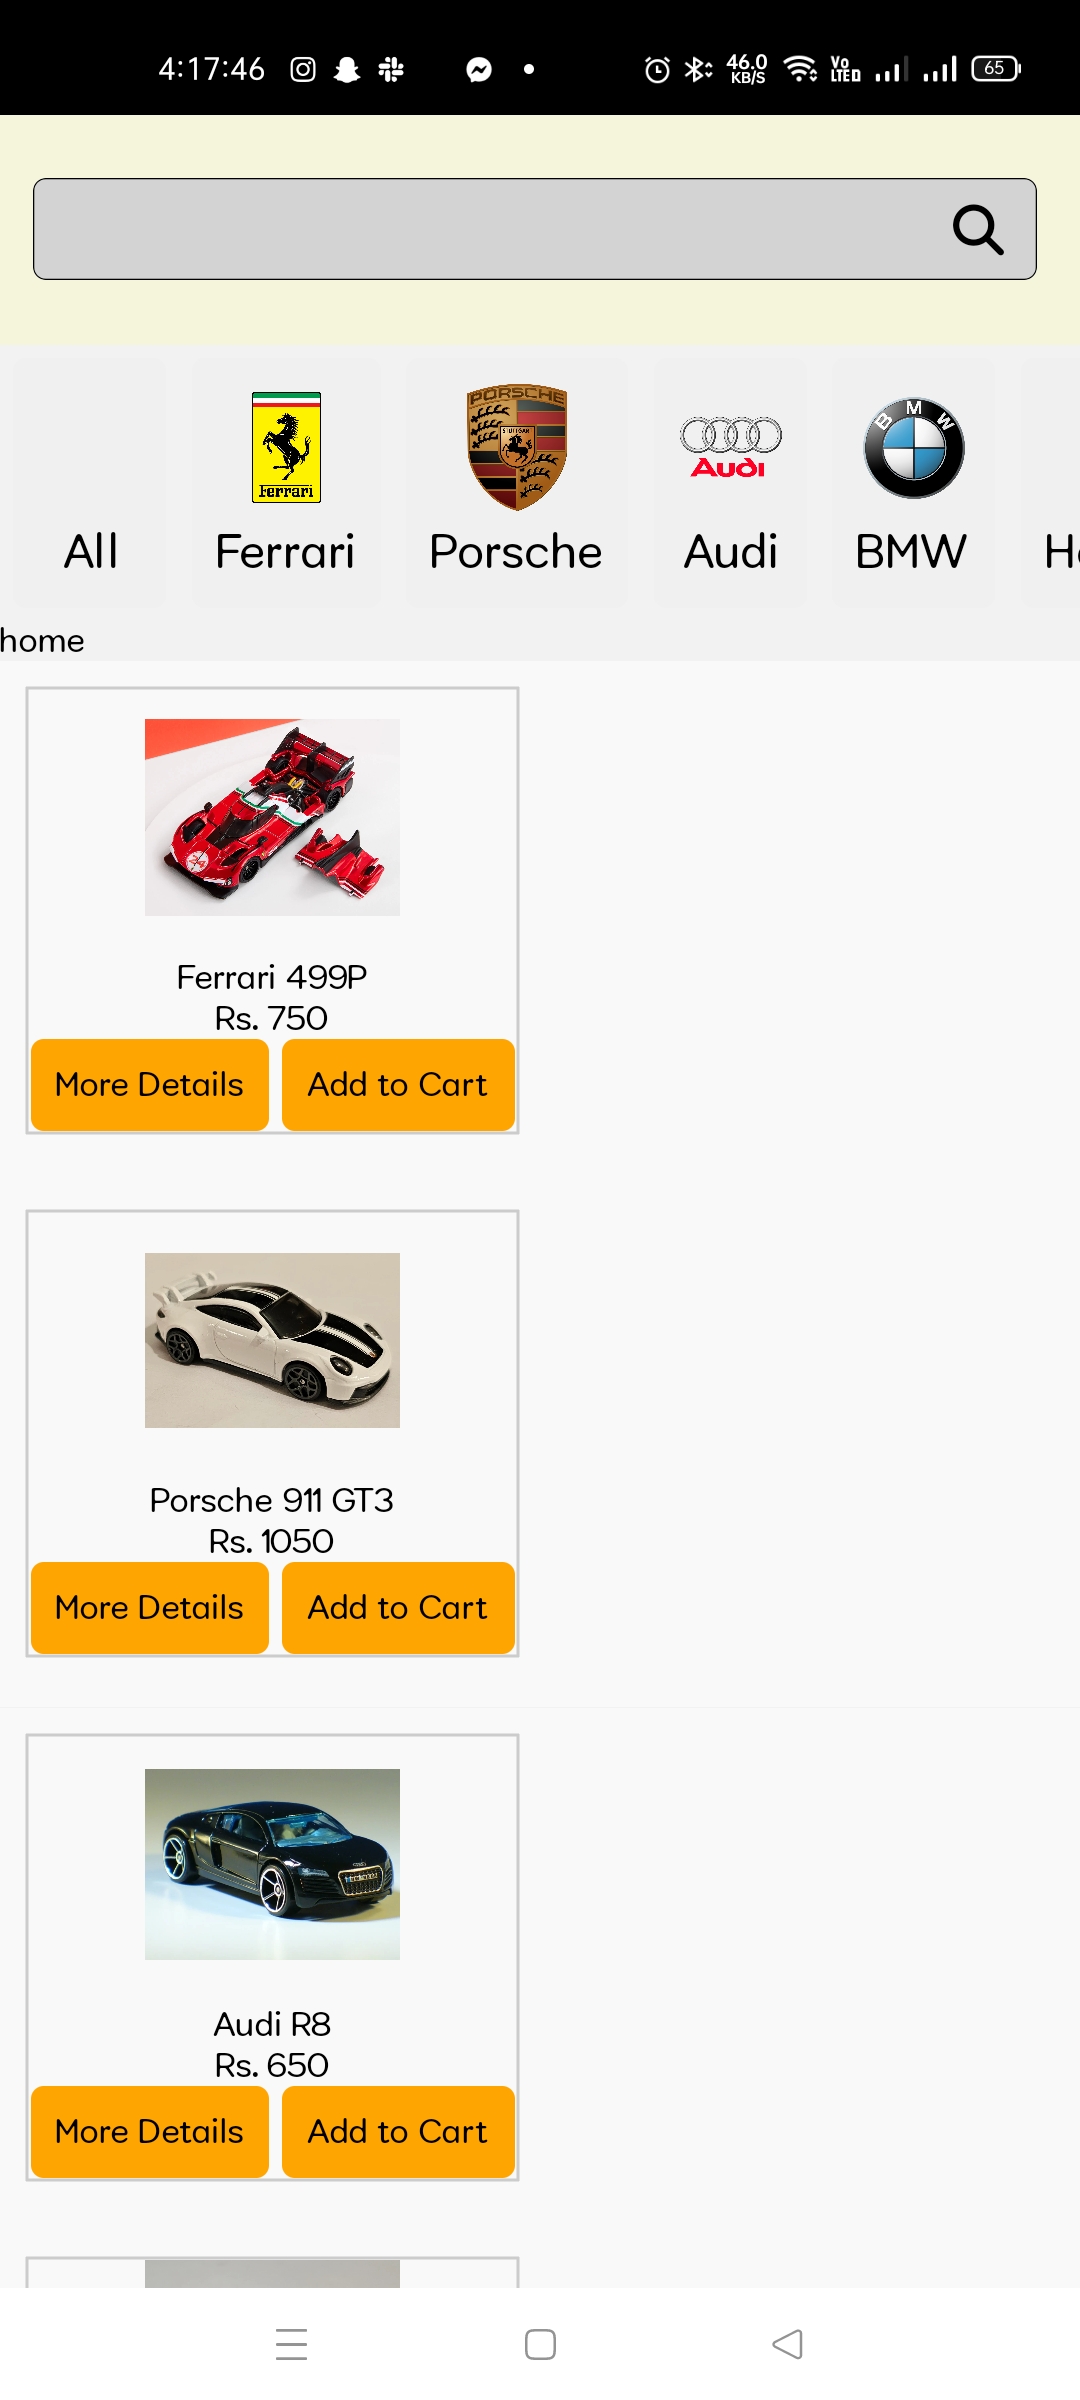 4:17:46 46.0 KB/S Vo LTE 65
Ferrari PORSCHE STUTTGART Audi BMW
All Ferrari Porsche Audi BMW Ho
home
Ferrari 499P
Rs. 750
More Details Add to Cart
Porsche 911 GT3
Rs. 1050
More Details Add to Cart
Audi R8
Rs. 650
More Details Add to Cart